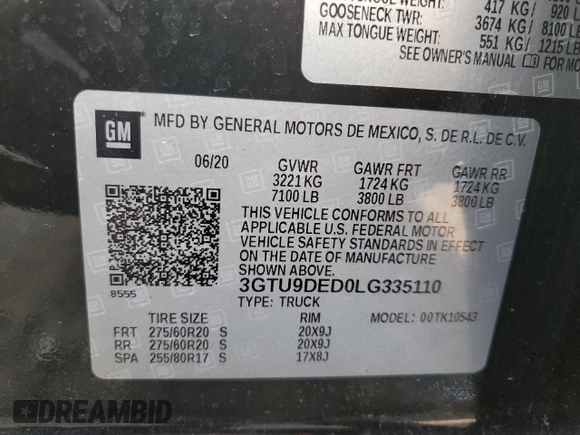 TONGUE WEIGHT: 417 KG/ 920 L
GOOSENECK TWR: 3674 KG/ 8100 LB
MAX TONGUE WEIGHT: 551 KG/ 1215 LB
SEE OWNER'S MANUAL FOR MO
GM MFD BY GENERAL MOTORS DE MEXICO, S. DE R.L. DE C.V.
06/20 GVWR GAWR FRT GAWR RR
3221 KG 1724 KG 1724 KG
7100 LB 3800 LB 3800 LB
THIS VEHICLE CONFORMS TO ALL
APPLICABLE U.S. FEDERAL MOTOR
VEHICLE SAFETY STANDARDS IN EFFECT
ON THE DATE OF MANUFACTURE
SHOWN ABOVE.
8555
3GTU9DED0LG335110
TYPE: TRUCK
MODEL: 00TK10543
TIRE SIZE RIM
FRT 275/60R20 S 20X9J
RR 275/60R20 S 20X9J
SPA 255/80R17 S 17X8J
DREAMBID